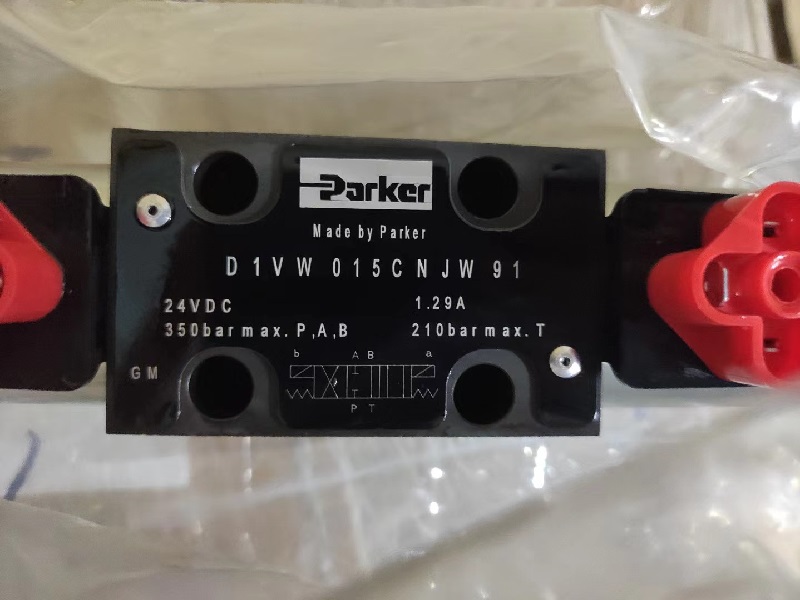 Parker
Made by Parker
D1VW015CNJW91
24VDC 1.29A
350bar max. P,A,B 210bar max. T
b AB a
GM
P T